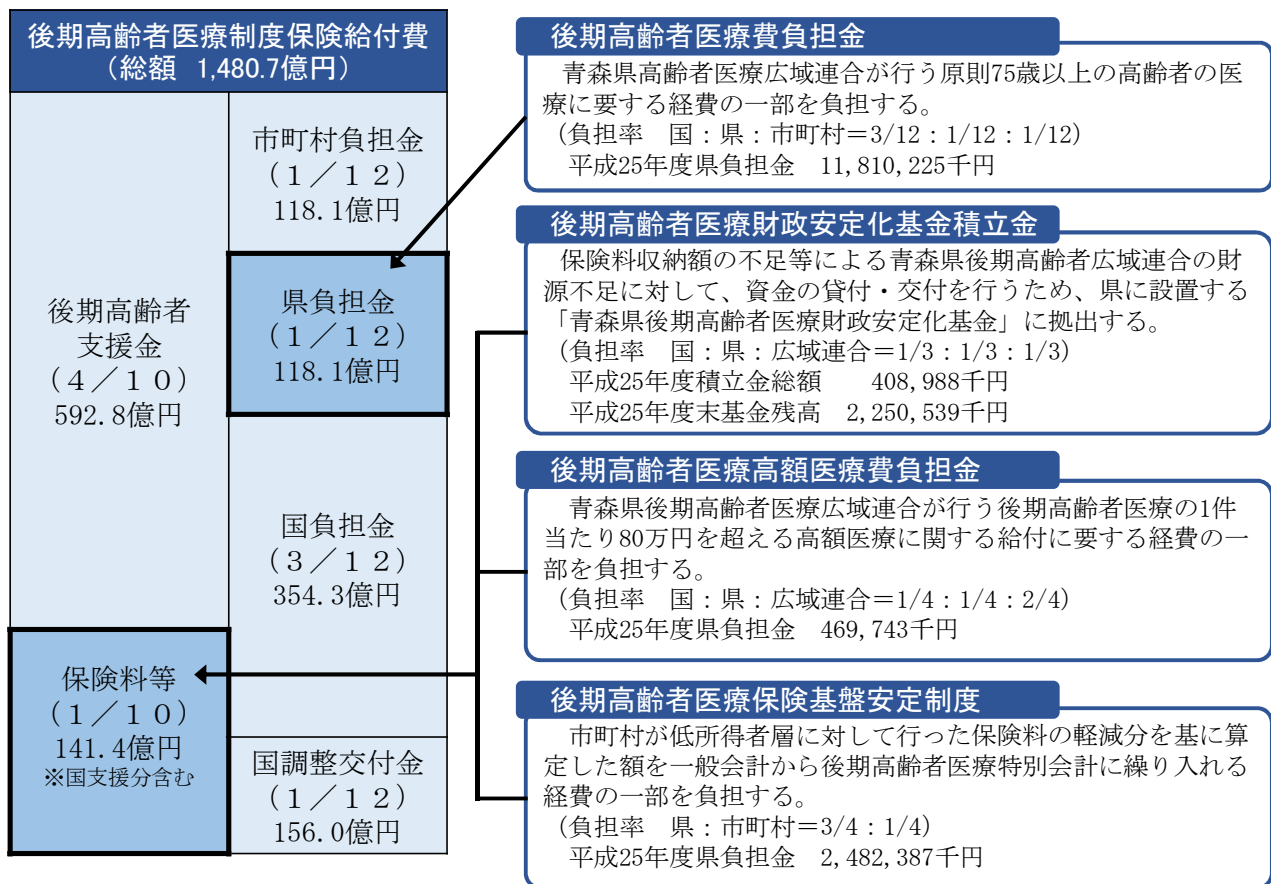 後期高齢者医療制度保険給付費
（総額 1,480.7億円）
後期高齢者
支援金
（４／１０）
592.8億円
保険料等
（１／１０）
141.4億円
※国支援分含む
市町村負担金
（１／１２）
118.1億円
県負担金
（１／１２）
118.1億円
国負担金
（３／１２）
354.3億円
国調整交付金
（１／１２）
156.0億円
後期高齢者医療費負担金
青森県高齢者医療広域連合が行う原則75歳以上の高齢者の医
療に要する経費の一部を負担する。
（負担率 国：県：市町村＝3/12：1/12：1/12）
平成25年度県負担金 11,810,225千円
後期高齢者医療財政安定化基金積立金
保険料収納額の不足等による青森県後期高齢者広域連合の財
源不足に対して、資金の貸付・交付を行うため、県に設置する
「青森県後期高齢者医療財政安定化基金」に拠出する。
（負担率 国：県：広域連合＝1/3：1/3：1/3）
平成25年度積立金総額 408,988千円
平成25年度末基金残高 2,250,539千円
後期高齢者医療高額医療費負担金
青森県後期高齢者医療広域連合が行う後期高齢者医療の1件
当たり80万円を超える高額医療に関する給付に要する経費の一
部を負担する。
（負担率 国：県：広域連合＝1/4：1/4：2/4）
平成25年度県負担金 469,743千円
後期高齢者医療保険基盤安定制度
市町村が低所得者層に対して行った保険料の軽減分を基に算
定した額を一般会計から後期高齢者医療特別会計に繰り入れる
経費の一部を負担する。
（負担率 県：市町村＝3/4：1/4）
平成25年度県負担金 2,482,387千円